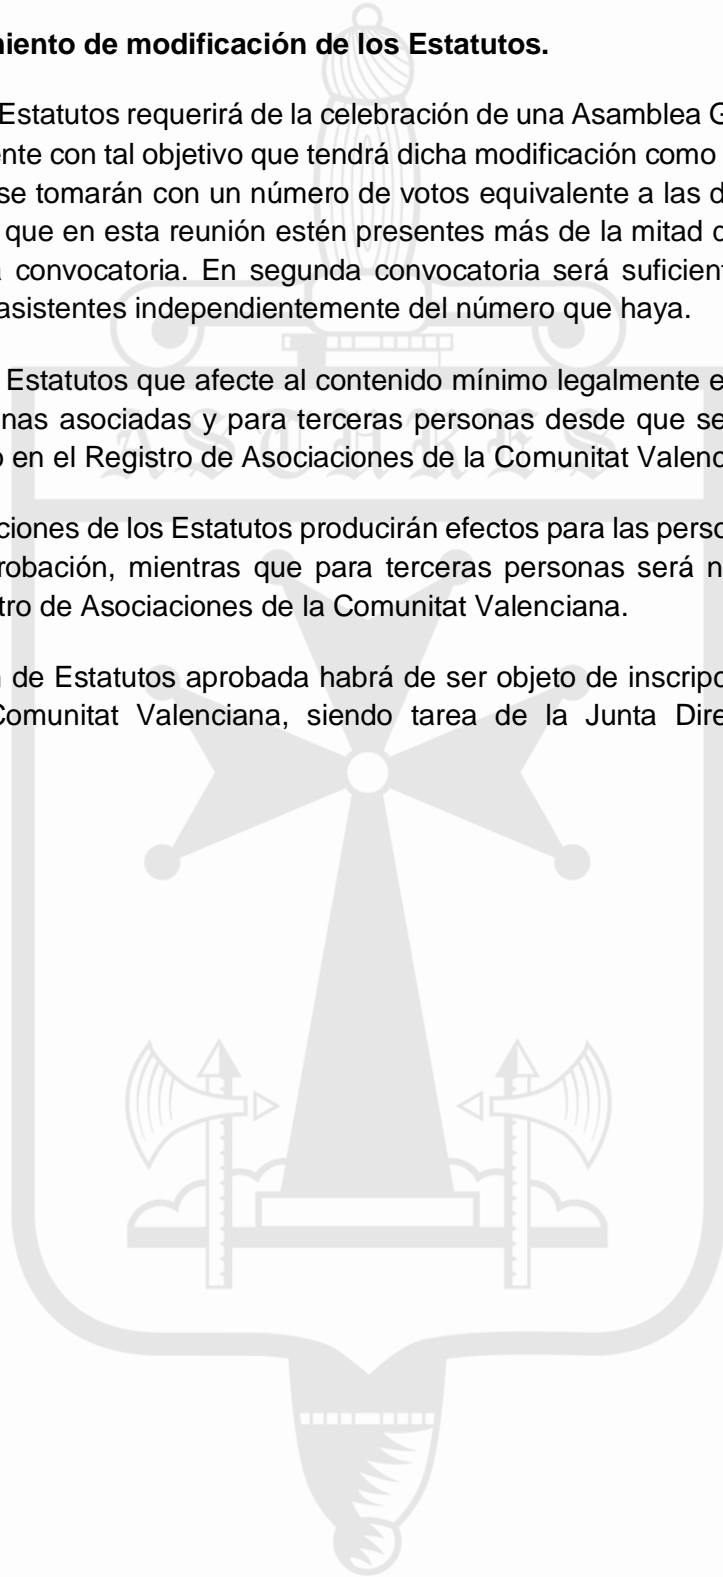 niento de modificación de los Estatutos.
Estatutos requerirá de la celebración de una Asamblea G
ente con tal objetivo que tendrá dicha modificación como
se tomarán con un número de votos equivalente a las d
que en esta reunión estén presentes más de la mitad d
a convocatoria. En segunda convocatoria será suficient
asistentes independientemente del número que haya.
Estatutos que afecte al contenido mínimo legalmente e
nas asociadas y para terceras personas desde que se
o en el Registro de Asociaciones de la Comunitat Valenc
ASTURES
ciones de los Estatutos producirán efectos para las perso
robación, mientras que para terceras personas será n
tro de Asociaciones de la Comunitat Valenciana.
n de Estatutos aprobada habrá de ser objeto de inscripc
Comunitat Valenciana, siendo tarea de la Junta Dire